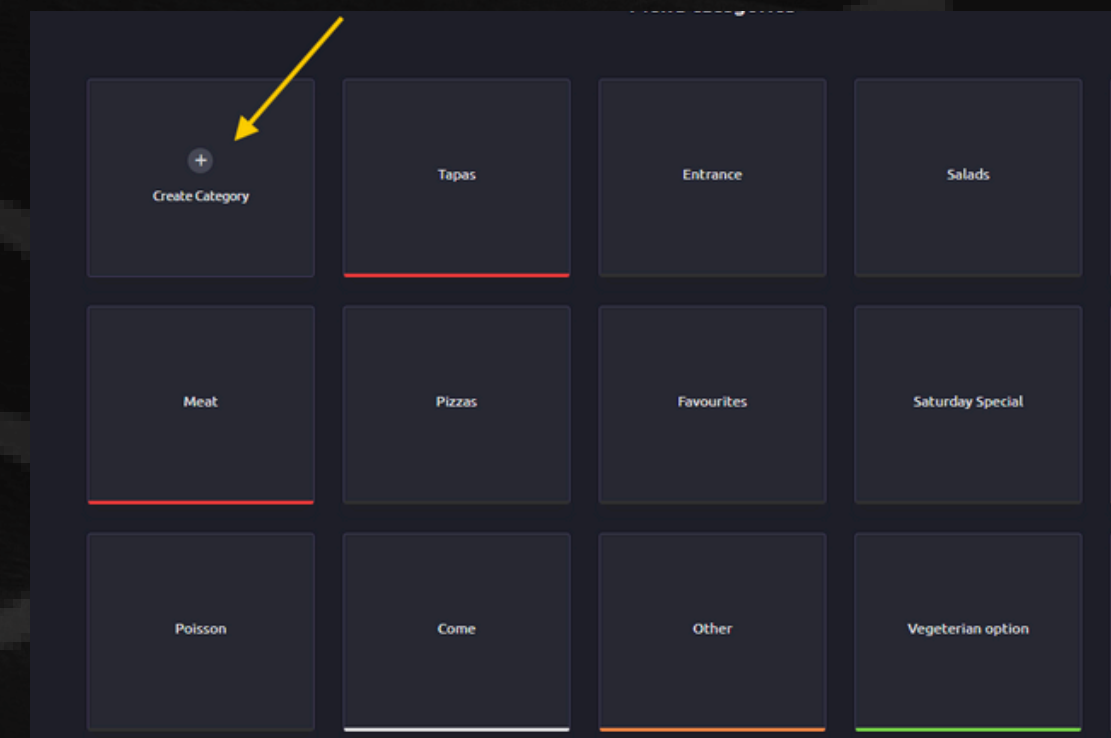 Create Category
Tapas
Entrance
Salads
Meat
Pizzas
Favourites
Saturday Special
Poisson
Come
Other
Vegeterian option